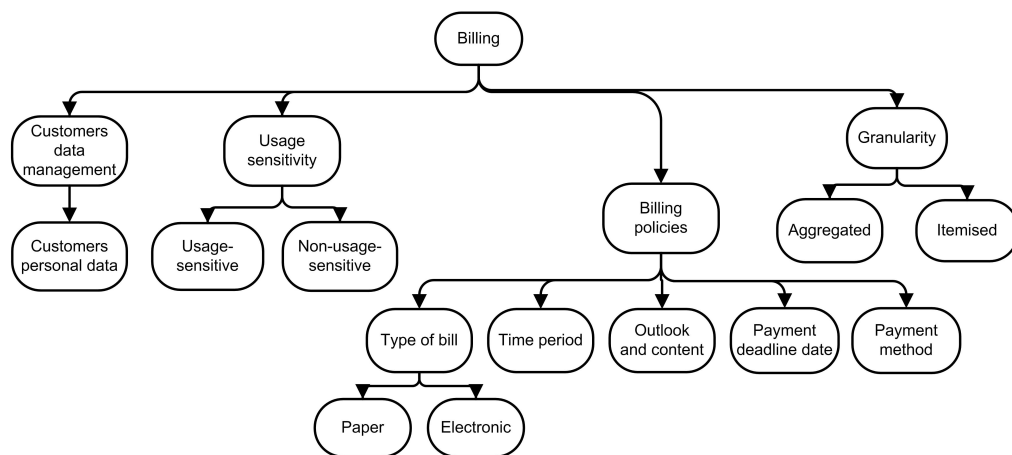 Billing
Customers
data
management
Usage
sensitivity
Granularity
Billing
policies
Customers
personal data
Usage-
sensitive
Non-usage-
sensitive
Aggregated
Itemised
Type of bill
Time period
Outlook
and content
Payment
deadline date
Payment
method
Paper
Electronic